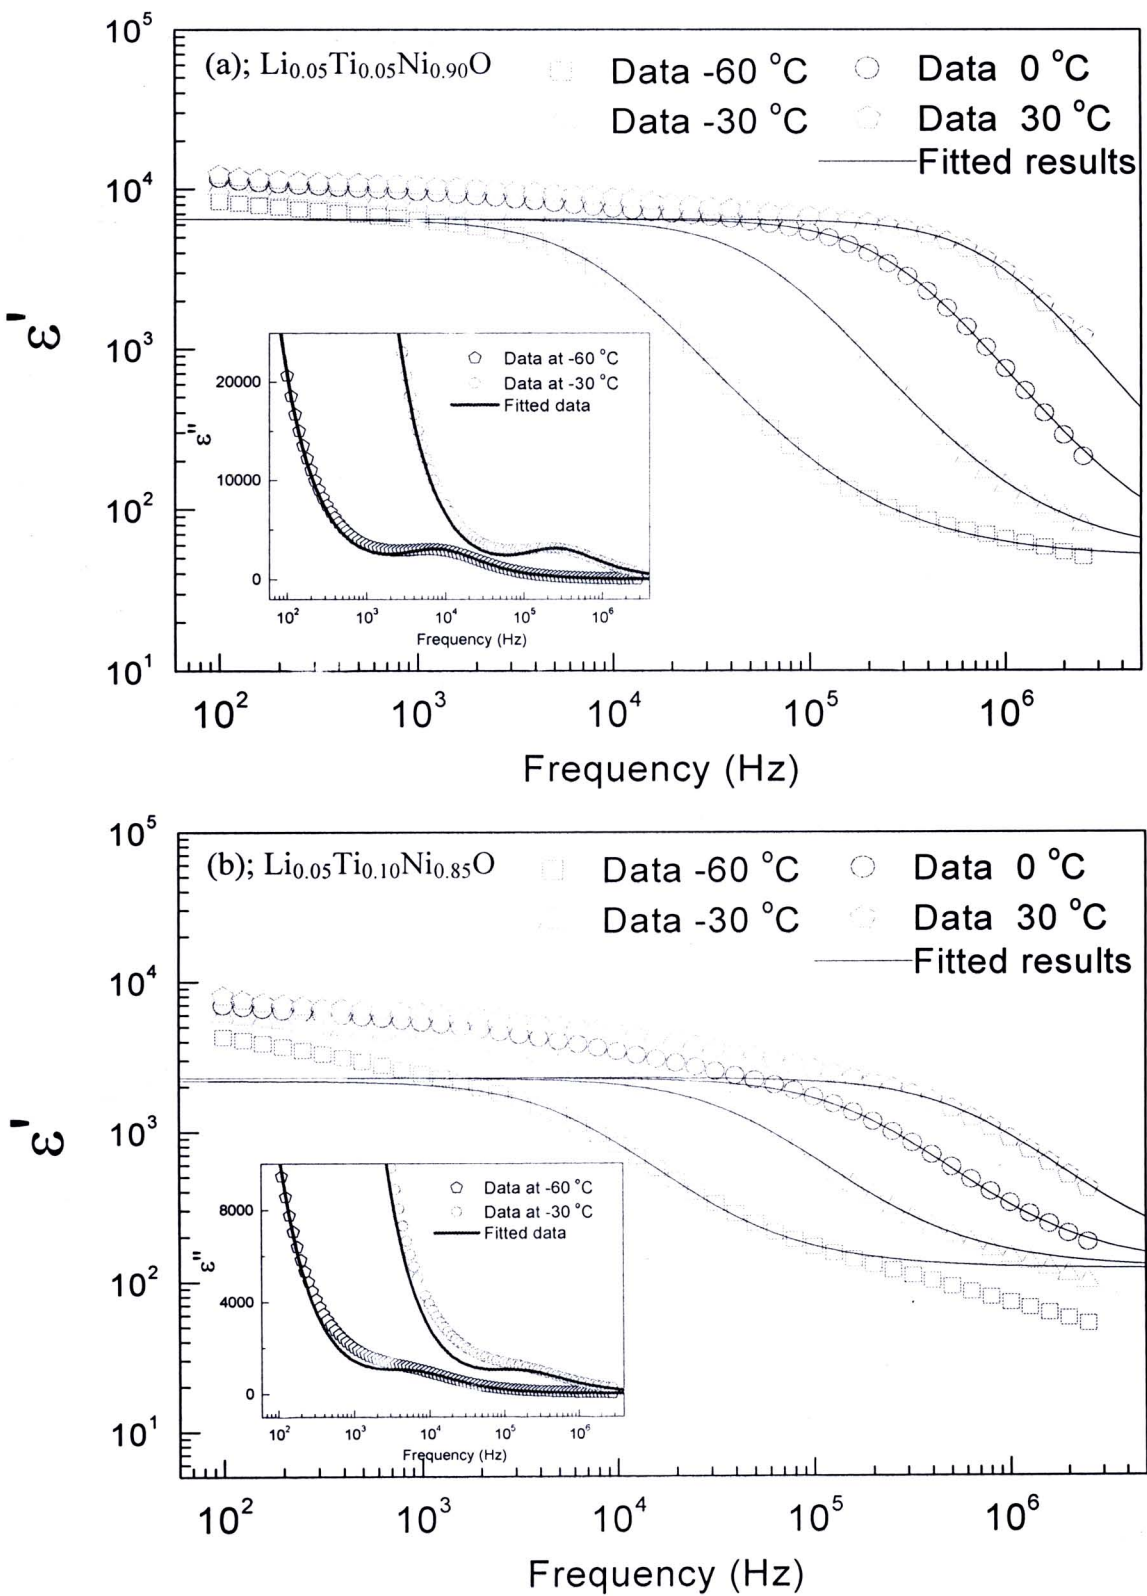 (a); Li0.05Ti0.05Ni0.90O
Data -60 °C
Data 0 °C
Data -30 °C
Data 30 °C
Fitted results
10^5
10^4
10^3
10^2
10^1
ε'
10^2
10^3
10^4
10^5
10^6
Frequency (Hz)
Data at -60 °C
Data at -30 °C
Fitted data
20000
10000
0
ε"
10^2
10^3
10^4
10^5
10^6
Frequency (Hz)
(b); Li0.05Ti0.10Ni0.85O
Data -60 °C
Data 0 °C
Data -30 °C
Data 30 °C
Fitted results
10^5
10^4
10^3
10^2
10^1
ε'
10^2
10^3
10^4
10^5
10^6
Frequency (Hz)
Data at -60 °C
Data at -30 °C
Fitted data
8000
4000
0
ε"
10^2
10^3
10^4
10^5
10^6
Frequency (Hz)